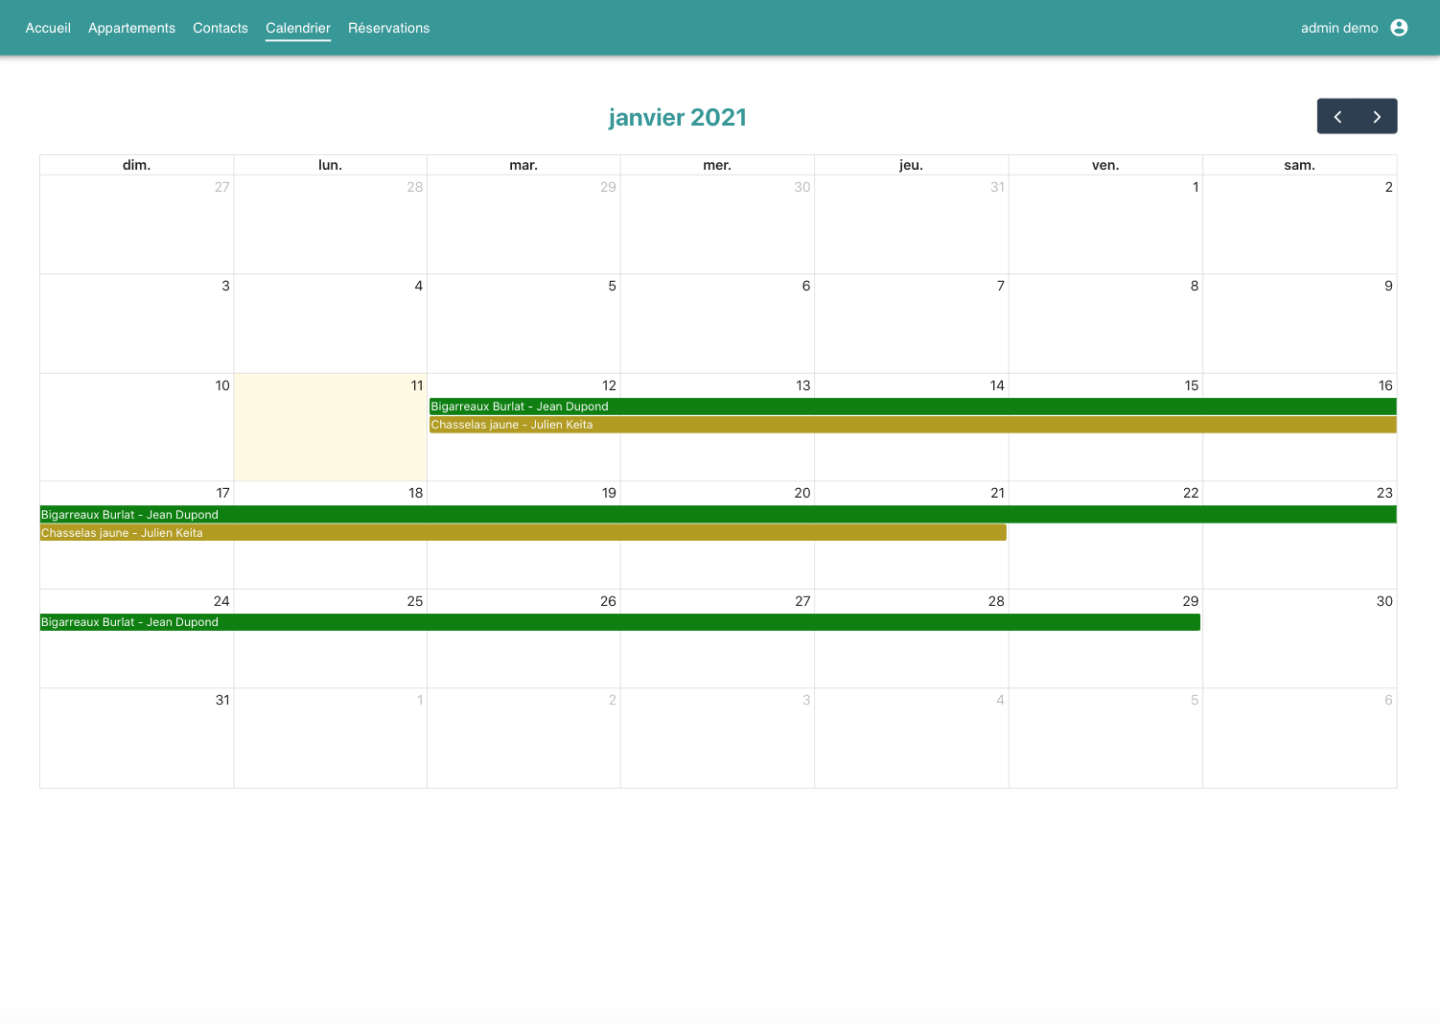 Accueil Appartements Contacts Calendrier Réservations admin demo
janvier 2021
dim. lun. mar. mer. jeu. ven. sam.
27 28 29 30 31 1 2
3 4 5 6 7 8 9
10 11 12 13 14 15 16
Bigarreaux Burlat - Jean Dupond
Chasselas jaune - Julien Keita
17 18 19 20 21 22 23
Bigarreaux Burlat - Jean Dupond
Chasselas jaune - Julien Keita
24 25 26 27 28 29 30
Bigarreaux Burlat - Jean Dupond
31 1 2 3 4 5 6